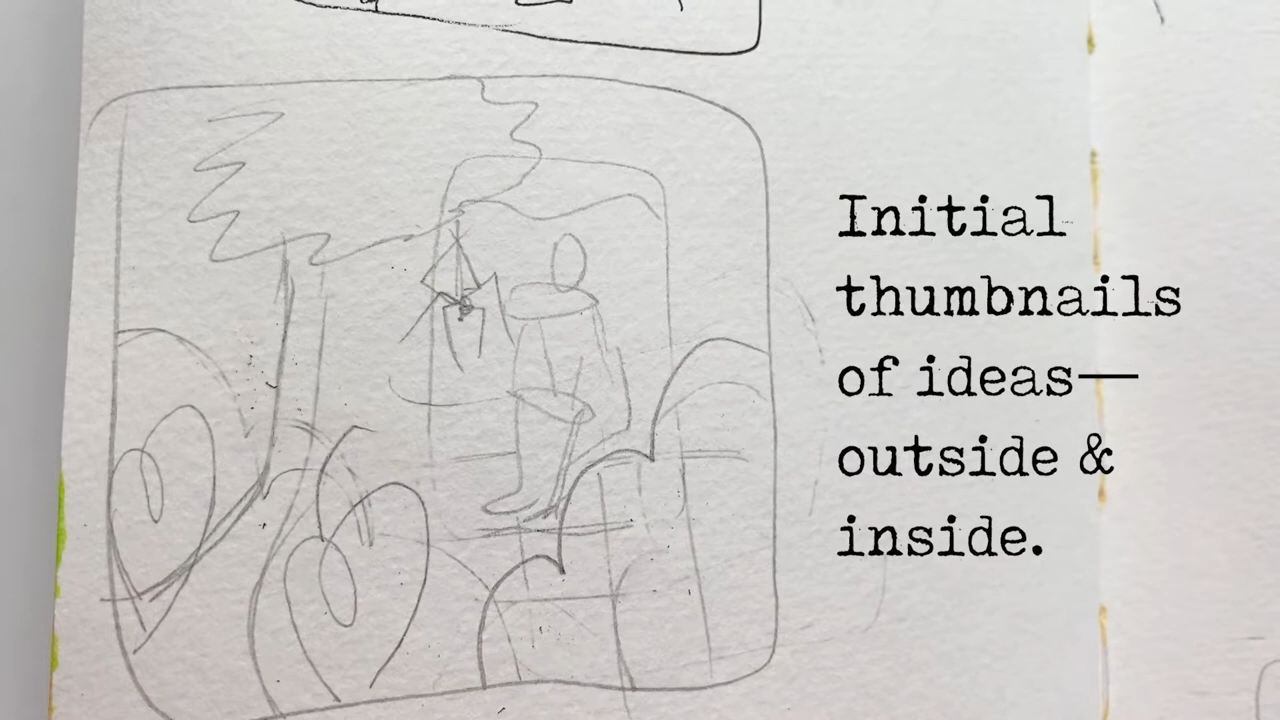 Initial
thumbnails
of ideas—
outside &
inside.